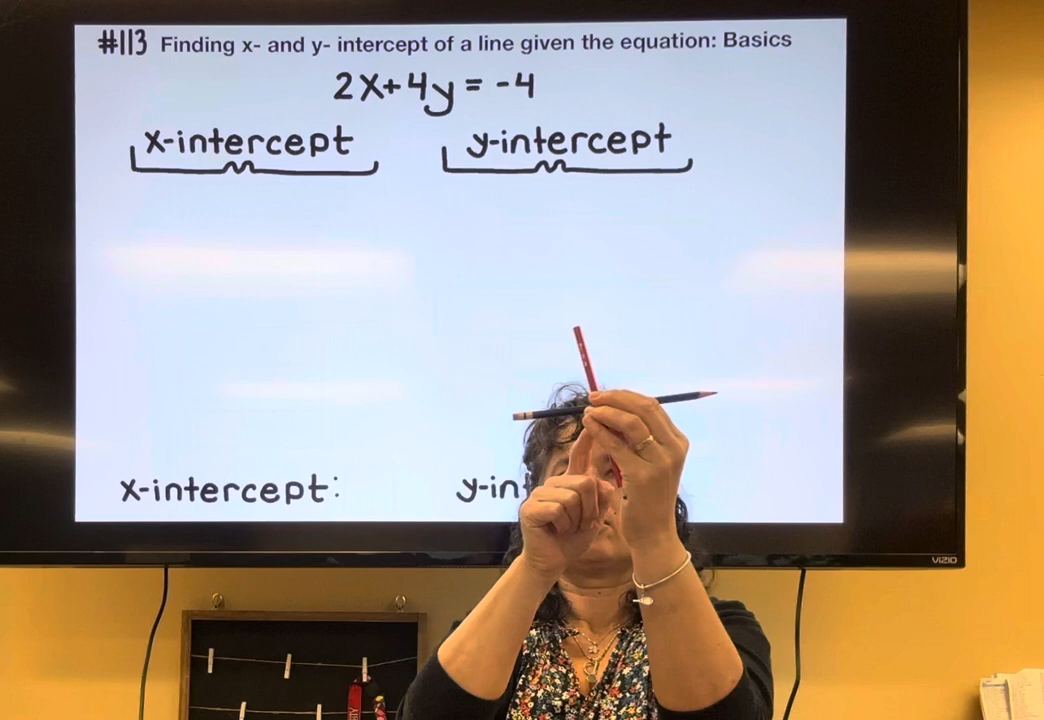 #113 Finding x- and y- intercept of a line given the equation: Basics
2x+4y = -4
x-intercept y-intercept
x-intercept: y-in
VIZIO